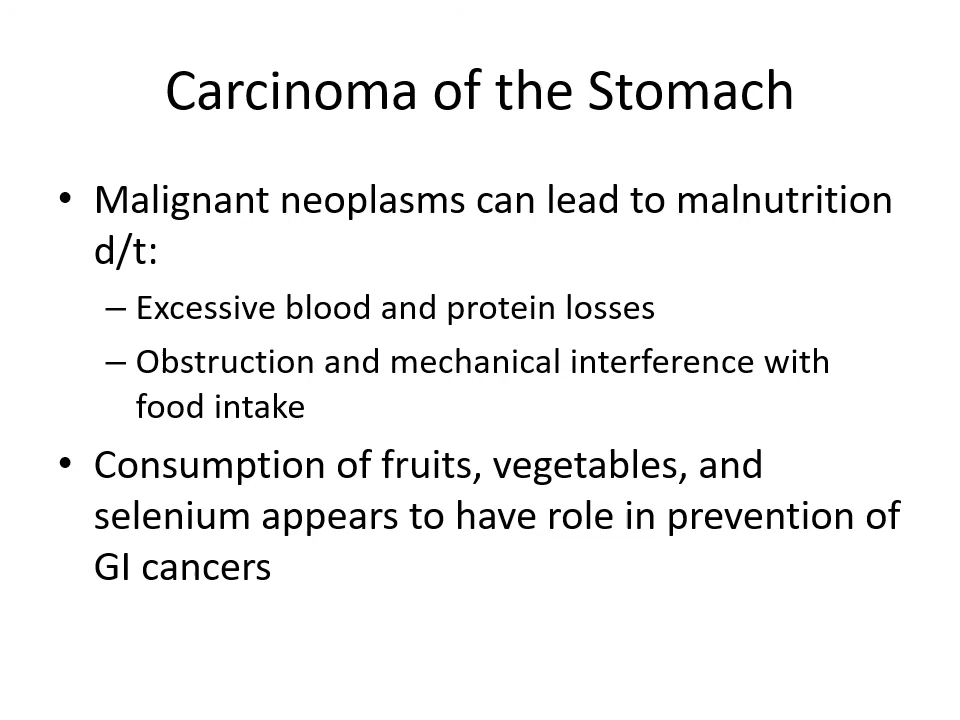 Carcinoma of the Stomach
• Malignant neoplasms can lead to malnutrition
d/t:
– Excessive blood and protein losses
– Obstruction and mechanical interference with
food intake
• Consumption of fruits, vegetables, and
selenium appears to have role in prevention of
GI cancers